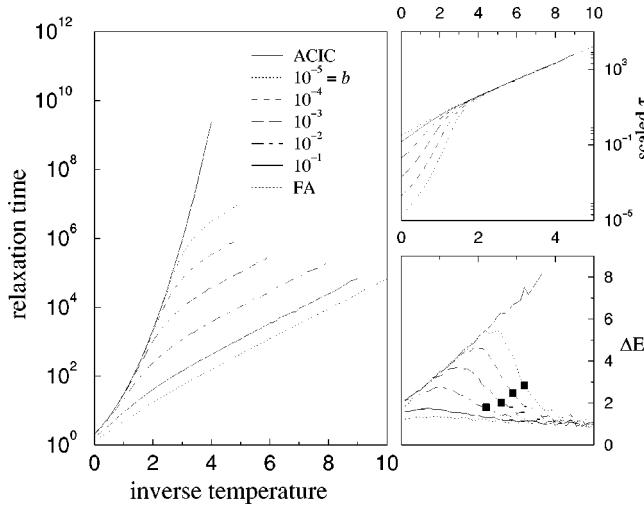 relaxation time
10^12
10^10
10^8
10^6
10^4
10^2
10^0
0 2 4 6 8 10
inverse temperature
ACIC
10^−5 = b
10^−4
10^−3
10^−2
10^−1
FA
0 2 4 6 8 10
10^3
10^−1
10^−5
scaled τ
0 2 4
8
6
4
2
0
ΔE